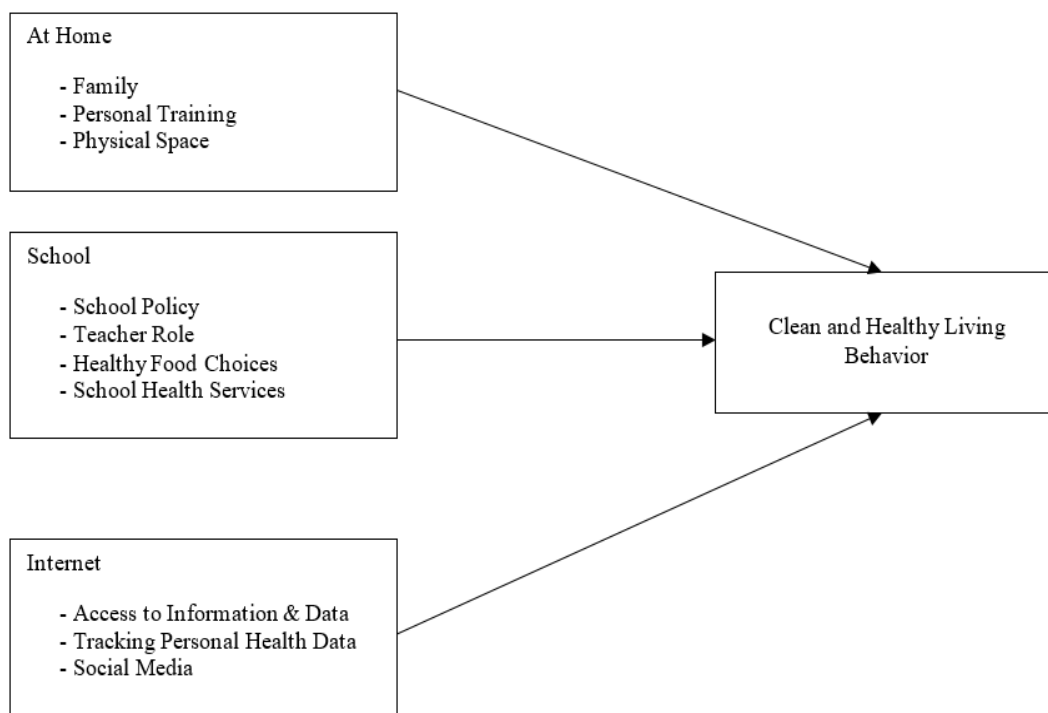 At Home
- Family
- Personal Training
- Physical Space
School
- School Policy
- Teacher Role
- Healthy Food Choices
- School Health Services
Clean and Healthy Living
Behavior
Internet
- Access to Information & Data
- Tracking Personal Health Data
- Social Media